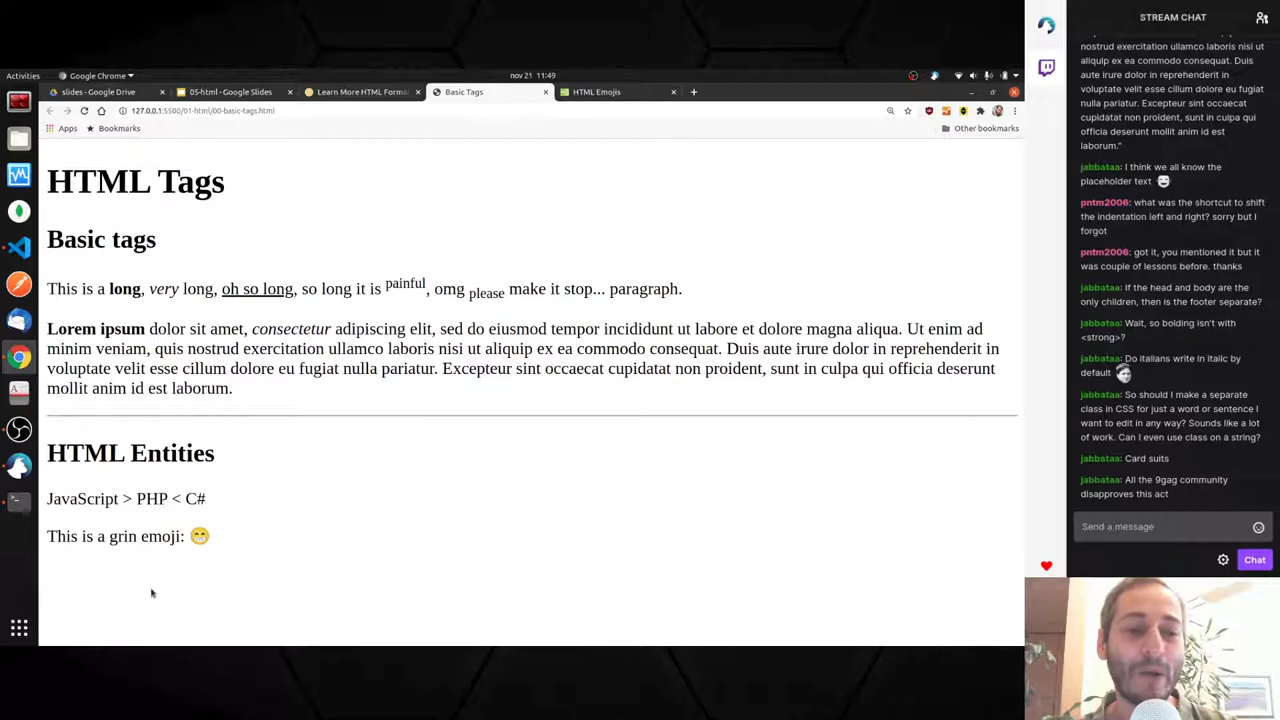 STREAM CHAT
nostrud exercitation ullamco laboris nisi ut
aliquip ex ea commodo consequat. Duis
aute irure dolor in reprehenderit in
voluptate velit esse cillum dolore eu fugiat
nulla pariatur. Excepteur sint occaecat
cupidatat non proident, sunt in culpa qui
officia deserunt mollit anim id est
laborum."
jabbataa: I think we all know the
placeholder text
pntm2006: what was the shortcut to shift
the indentation left and right? sorry but I
forgot
pntm2006: got it, you mentioned it but it
was couple of lessons before. thanks
jabbataa: If the head and body are the
only children, then is the footer separate?
jabbataa: Wait, so bolding isn't with
<strong>?
jabbataa: Do italians write in itailc by
default
jabbataa: So should I make a separate
class in CSS for just a word or sentence I
want to edit in any way? Sounds like a lot
of work. Can I even use class on a string?
jabbataa: Card suits
jabbataa: All the 9gag community
disapproves this act
Send a message
Chat
Activities
Google Chrome
nov 21 11:49
slides - Google Drive
05-html - Google Slides
Learn More HTML Forma
Basic Tags
HTML Emojis
127.0.0.1:5500/01-html/00-basic-tags.html
Apps
Bookmarks
Other bookmarks
HTML Tags
Basic tags
This is a long, very long, oh so long, so long it is painful, omg please make it stop... paragraph.
Lorem ipsum dolor sit amet, consectetur adipiscing elit, sed do eiusmod tempor incididunt ut labore et dolore magna aliqua. Ut enim ad
minim veniam, quis nostrud exercitation ullamco laboris nisi ut aliquip ex ea commodo consequat. Duis aute irure dolor in reprehenderit in
voluptate velit esse cillum dolore eu fugiat nulla pariatur. Excepteur sint occaecat cupidatat non proident, sunt in culpa qui officia deserunt
mollit anim id est laborum.
HTML Entities
JavaScript > PHP < C#
This is a grin emoji: 😁